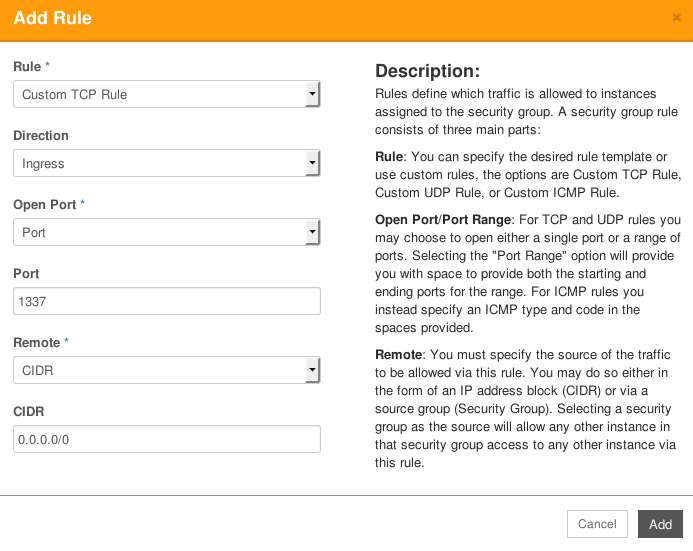 Add Rule
×
Rule *
Custom TCP Rule
Direction
Ingress
Open Port *
Port
Port
1337
Remote *
CIDR
CIDR
0.0.0.0/0
Description:
Rules define which traffic is allowed to instances
assigned to the security group. A security group rule
consists of three main parts:
Rule: You can specify the desired rule template or
use custom rules, the options are Custom TCP Rule,
Custom UDP Rule, or Custom ICMP Rule.
Open Port/Port Range: For TCP and UDP rules you
may choose to open either a single port or a range of
ports. Selecting the "Port Range" option will provide
you with space to provide both the starting and
ending ports for the range. For ICMP rules you
instead specify an ICMP type and code in the
spaces provided.
Remote: You must specify the source of the traffic
to be allowed via this rule. You may do so either in
the form of an IP address block (CIDR) or via a
source group (Security Group). Selecting a security
group as the source will allow any other instance in
that security group access to any other instance via
this rule.
Cancel
Add